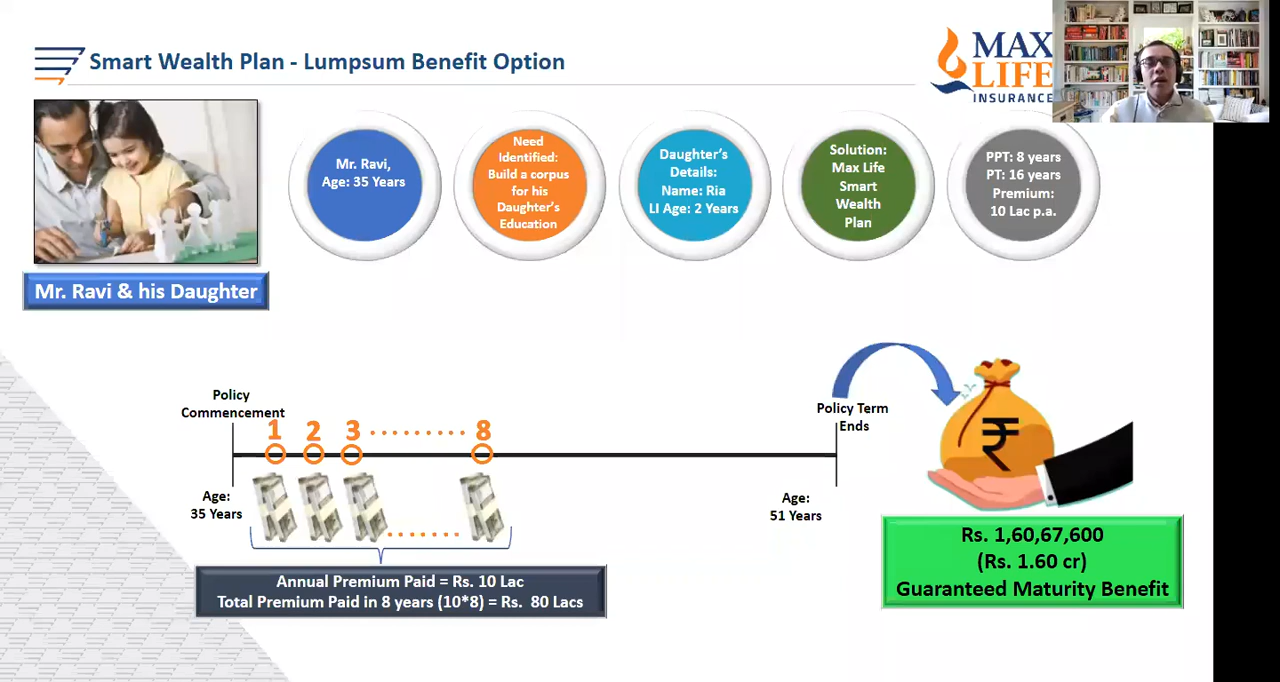 Smart Wealth Plan - Lumpsum Benefit Option
MAX
LIFE
INSURANCE
Mr. Ravi,
Age: 35 Years
Need
Identified:
Build a corpus
for his
Daughter's
Education
Daughter's
Details:
Name: Ria
LI Age: 2 Years
Solution:
Max Life
Smart
Wealth
Plan
PPT: 8 years
PT: 16 years
Premium:
10 Lac p.a.
Mr. Ravi & his Daughter
Policy
Commencement
1 2 3 ......... 8
Policy Term
Ends
₹
Age:
35 Years
Age:
51 Years
Annual Premium Paid = Rs. 10 Lac
Total Premium Paid in 8 years (10*8) = Rs. 80 Lacs
Rs. 1,60,67,600
(Rs. 1.60 cr)
Guaranteed Maturity Benefit